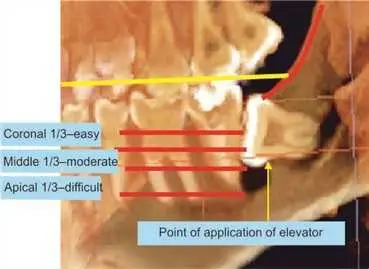 Coronal 1/3–easy
Middle 1/3–moderate
Apical 1/3–difficult
Point of application of elevator